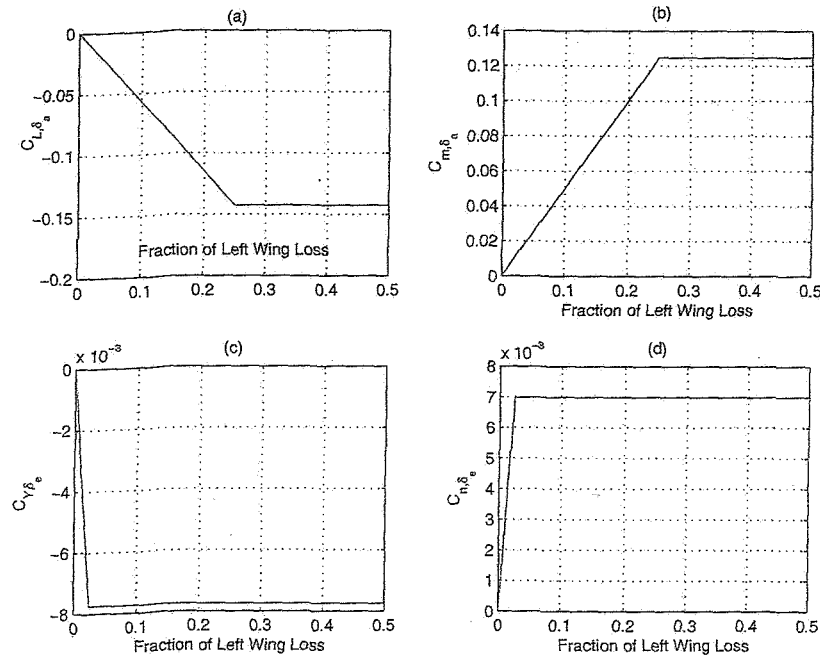 (a)
0
−0.05
−0.1
−0.15
−0.2
C_L,δ_a
Fraction of Left Wing Loss
0 0.1 0.2 0.3 0.4 0.5
(b)
0.14
0.12
0.1
0.08
0.06
0.04
0.02
0
C_m,δ_a
0 0.1 0.2 0.3 0.4 0.5
Fraction of Left Wing Loss
(c)
x 10⁻³
0
−2
−4
−6
−8
C_Yδ_e
0 0.1 0.2 0.3 0.4 0.5
Fraction of Left Wing Loss
(d)
x 10⁻³
8
7
6
5
4
3
2
1
0
C_n,δ_e
0 0.1 0.2 0.3 0.4 0.5
Fraction of Left Wing Loss